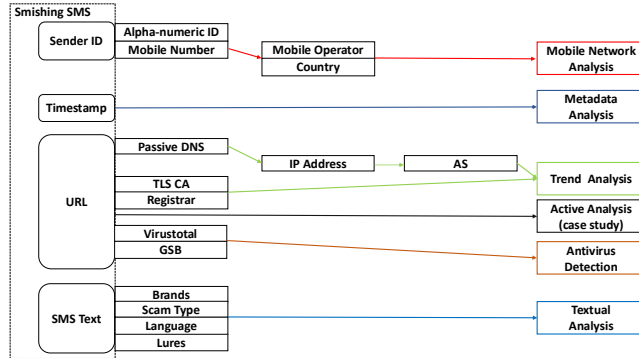 Smishing SMS
Sender ID
Alpha-numeric ID
Mobile Number
Mobile Operator
Country
Mobile Network
Analysis
Timestamp
Metadata
Analysis
URL
Passive DNS
IP Address
AS
TLS CA
Registrar
Trend Analysis
Active Analysis
(case study)
Virustotal
GSB
Antivirus
Detection
SMS Text
Brands
Scam Type
Language
Lures
Textual
Analysis